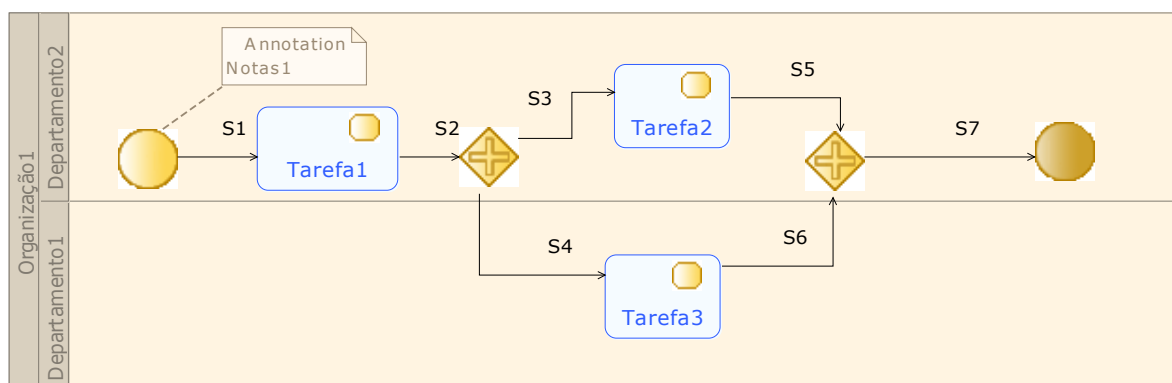 Organização1
Departamento2
Departamento1
Annotation
Notas1
S1
Tarefa1
S2
S3
Tarefa2
S5
S7
S4
Tarefa3
S6